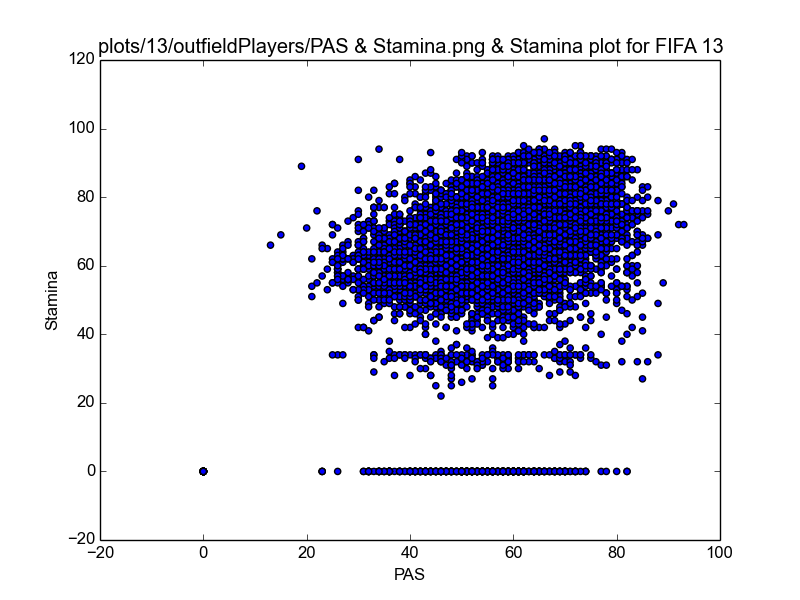 plots/13/outfieldPlayers/PAS & Stamina.png & Stamina plot for FIFA 13
120
100
80
60
40
20
0
−20
Stamina
−20 0 20 40 60 80 100
PAS